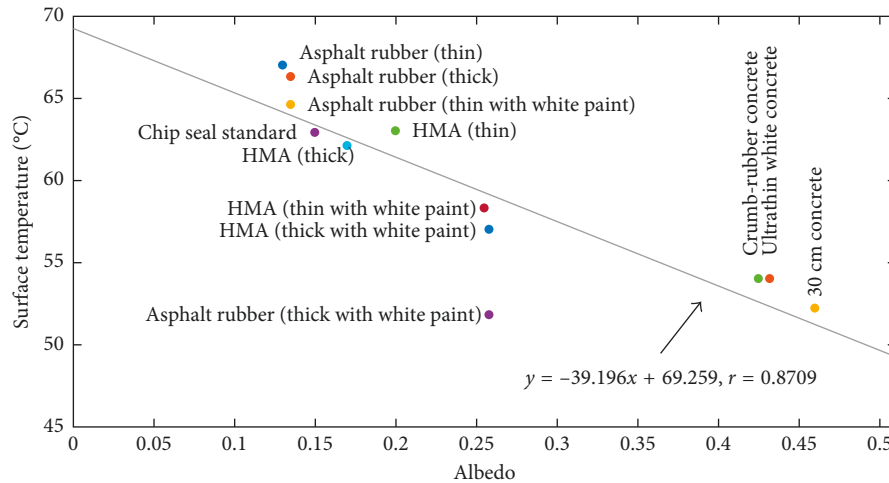 70
65
60
55
50
45
Surface temperature (°C)
Asphalt rubber (thin)
Asphalt rubber (thick)
Asphalt rubber (thin with white paint)
Chip seal standard
HMA (thin)
HMA (thick)
HMA (thin with white paint)
HMA (thick with white paint)
Asphalt rubber (thick with white paint)
Crumb-rubber concrete
Ultrathin white concrete
30 cm concrete
y = –39.196x + 69.259, r = 0.8709
0 0.05 0.1 0.15 0.2 0.25 0.3 0.35 0.4 0.45 0.5
Albedo